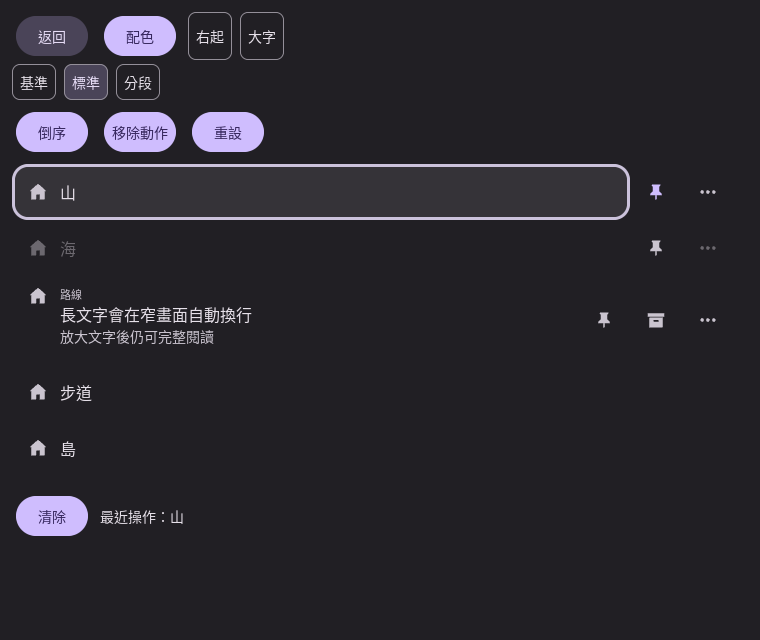 返回 配色 右起 大字
基準 標準 分段
倒序 移除動作 重設
山
海
路線
長文字會在窄畫面自動換行
放大文字後仍可完整閱讀
步道
島
清除 最近操作：山